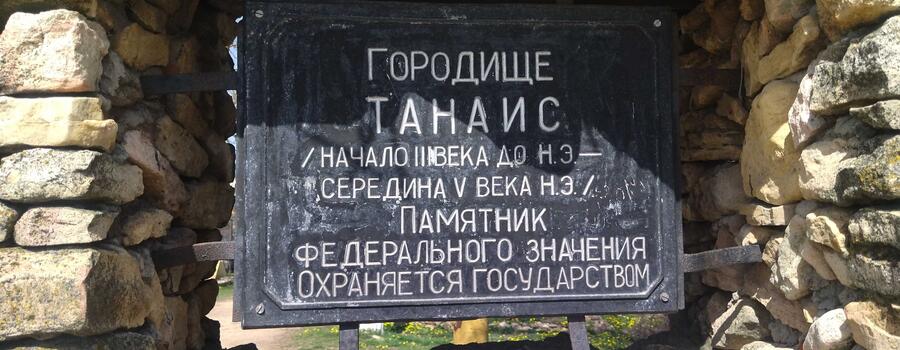 ГОРОДИЩЕ
ТАНАИС
/НАЧАЛО III ВЕКА ДО Н.Э.—
СЕРЕДИНА V ВЕКА Н.Э./
ПАМЯТНИК
ФЕДЕРАЛЬНОГО ЗНАЧЕНИЯ
ОХРАНЯЕТСЯ ГОСУДАРСТВОМ